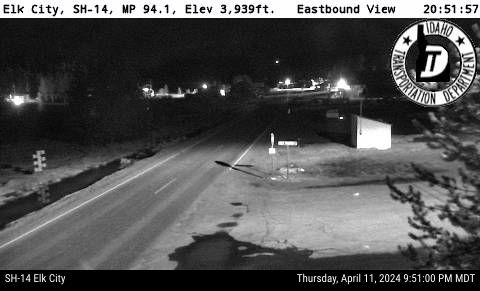 Elk City, SH-14, MP 94.1, Elev 3,939ft. Eastbound View 20:51:57
IDAHO
TRANSPORTATION DEPARTMENT
SH-14 Elk City Thursday, April 11, 2024 9:51:00 PM MDT